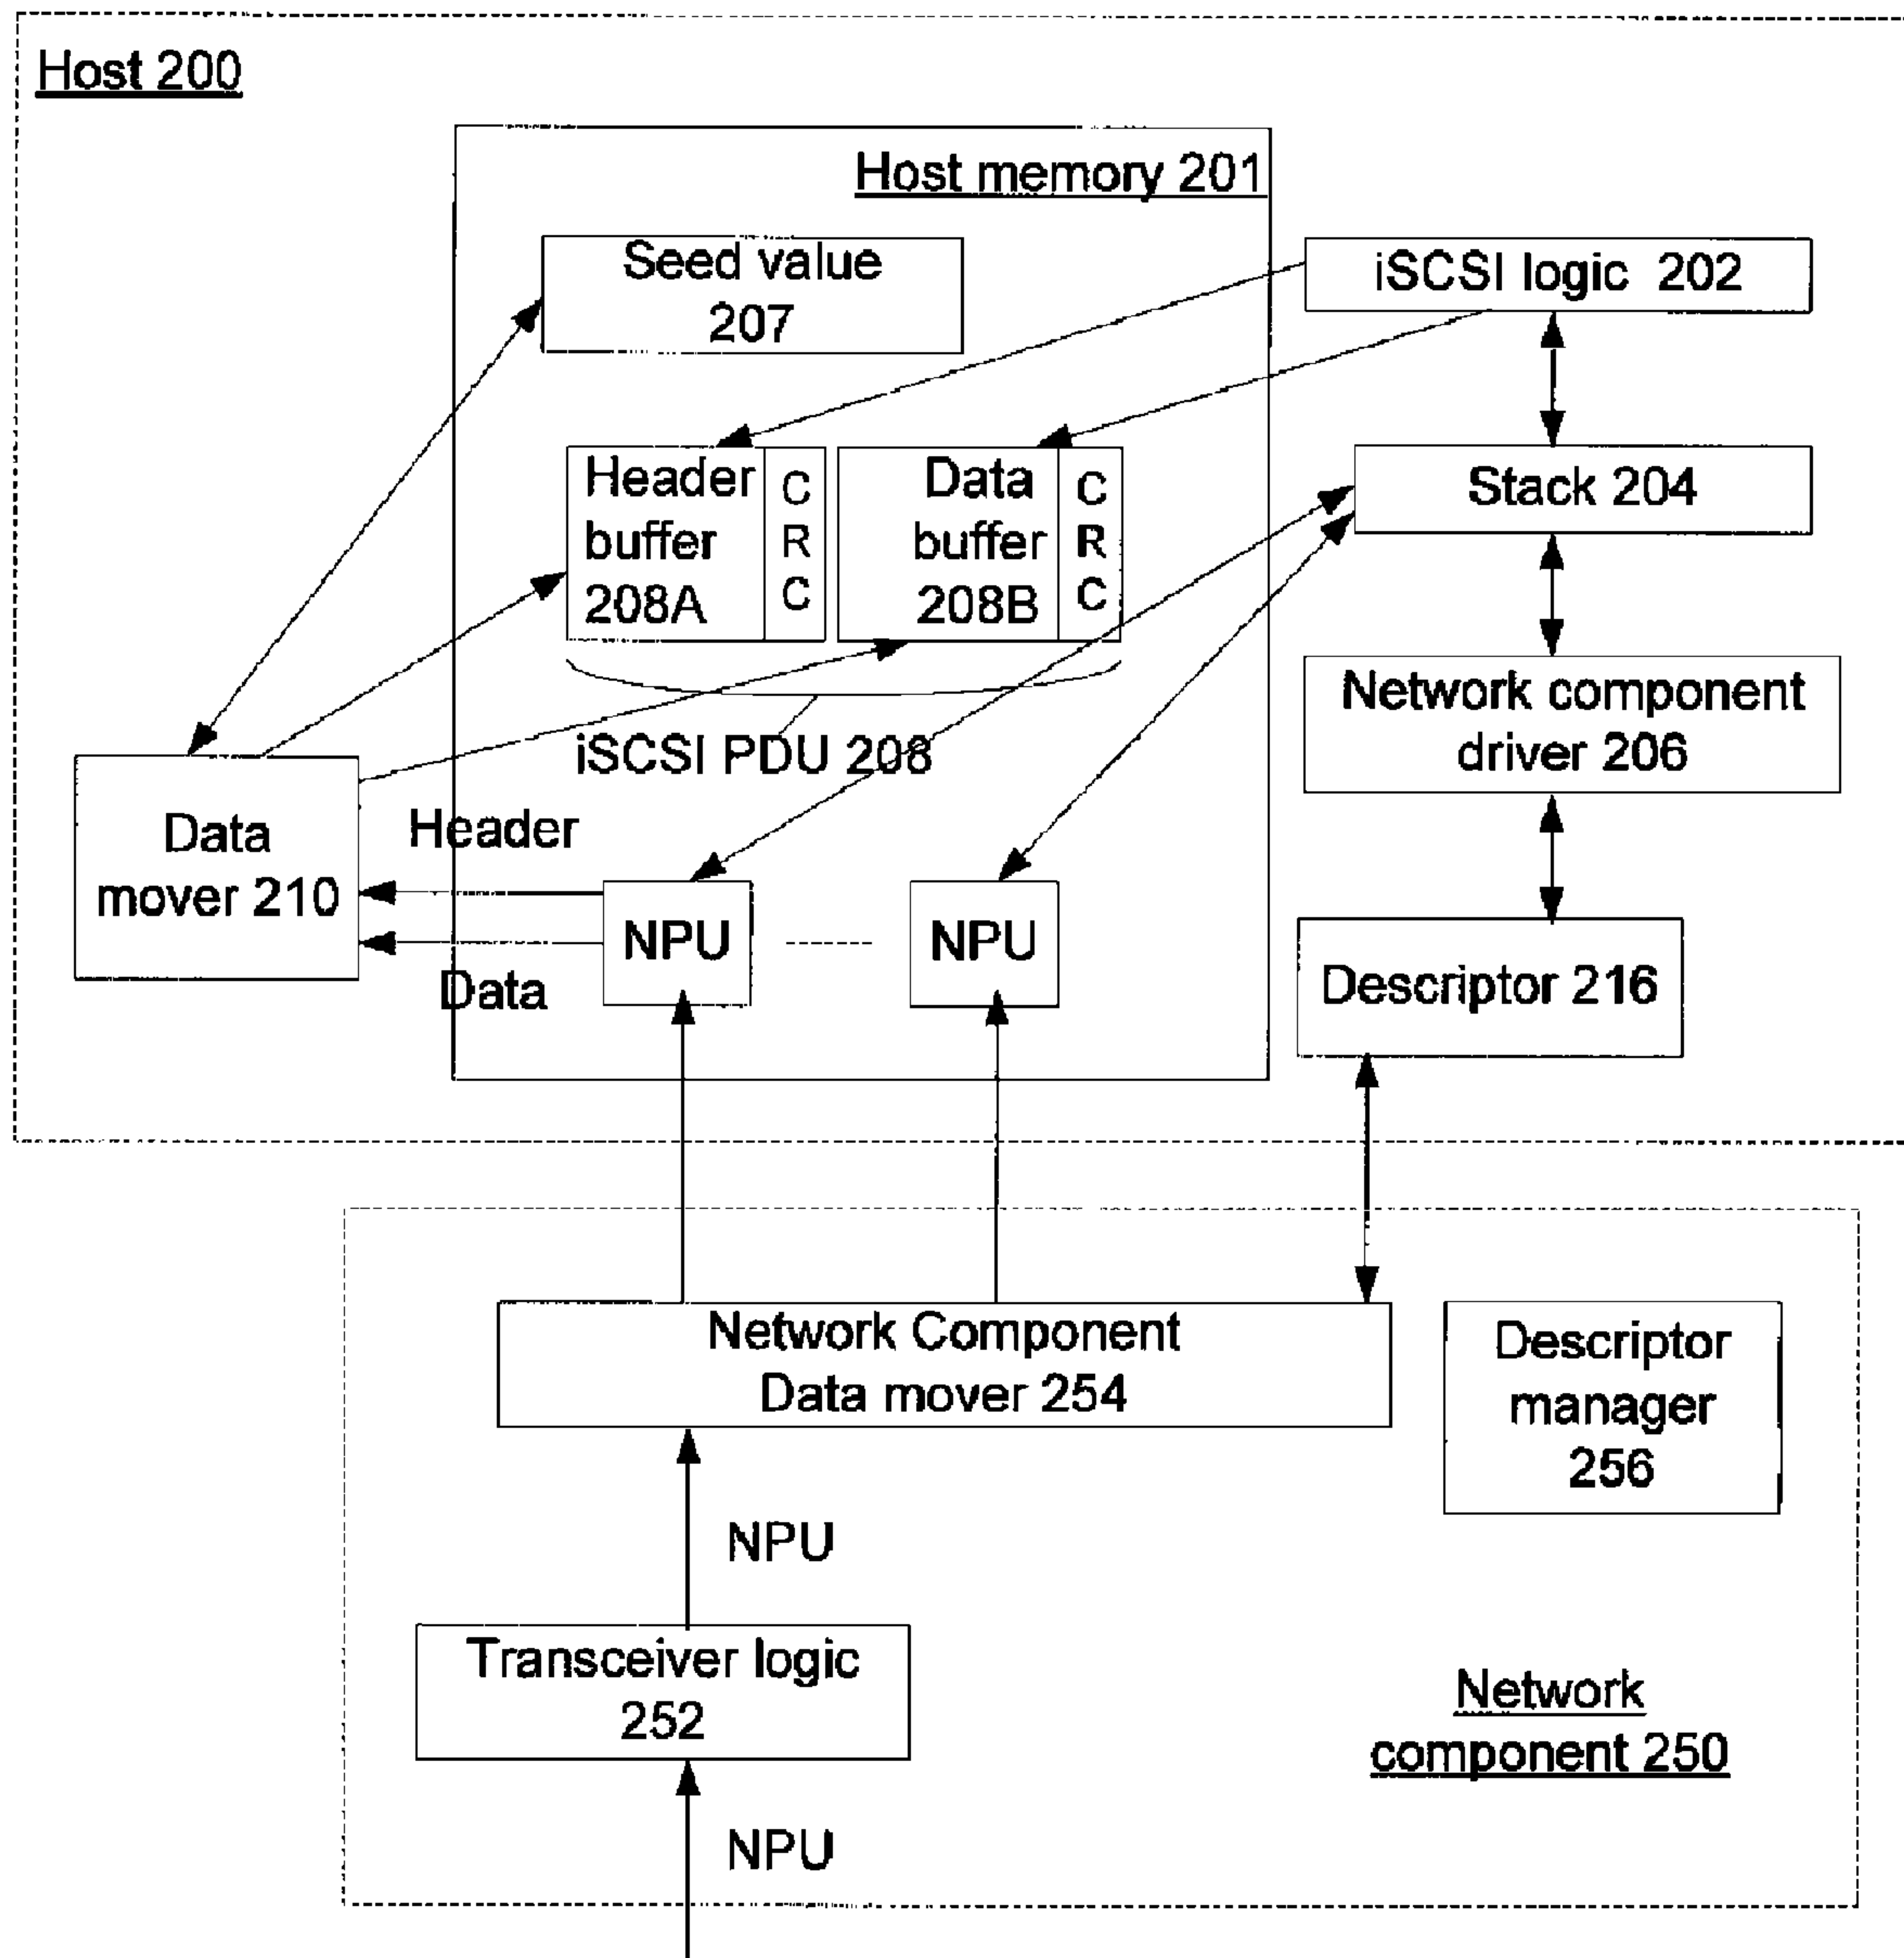 Host 200
Host memory 201
Seed value
207
iSCSI logic 202
Header
buffer
208A
C
R
C
Data
buffer
208B
C
R
C
Stack 204
iSCSI PDU 208
Network component
driver 206
Data
mover 210
Header
Data
NPU
NPU
Descriptor 216
Network Component
Data mover 254
Descriptor
manager
256
NPU
Transceiver logic
252
Network
component 250
NPU